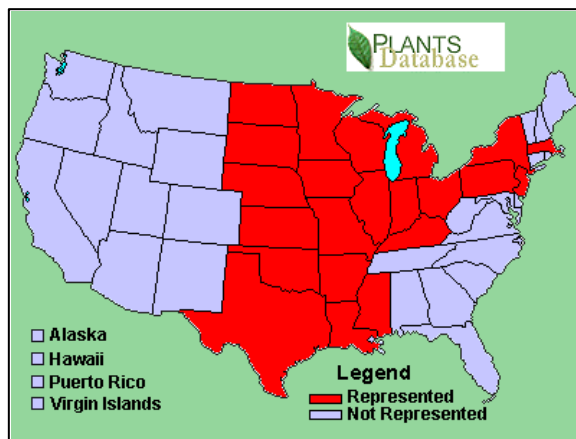 PLANTS
Database
Alaska
Hawaii
Puerto Rico
Virgin Islands
Legend
Represented
Not Represented